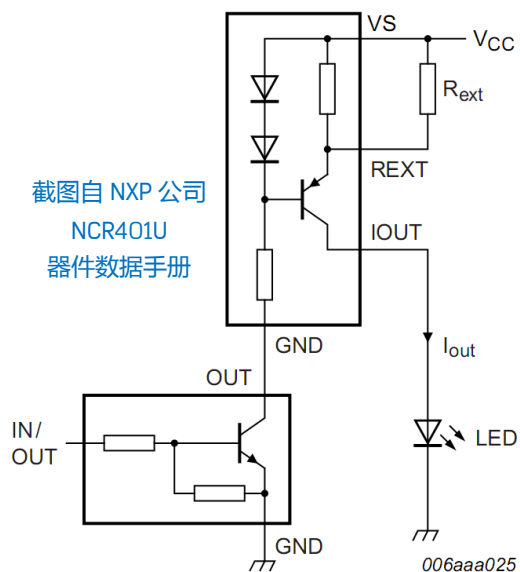 VS
VCC
Rext
REXT
截图自 NXP 公司
NCR401U
器件数据手册
IOUT
GND
Iout
OUT
IN/
OUT
LED
GND
006aaa025